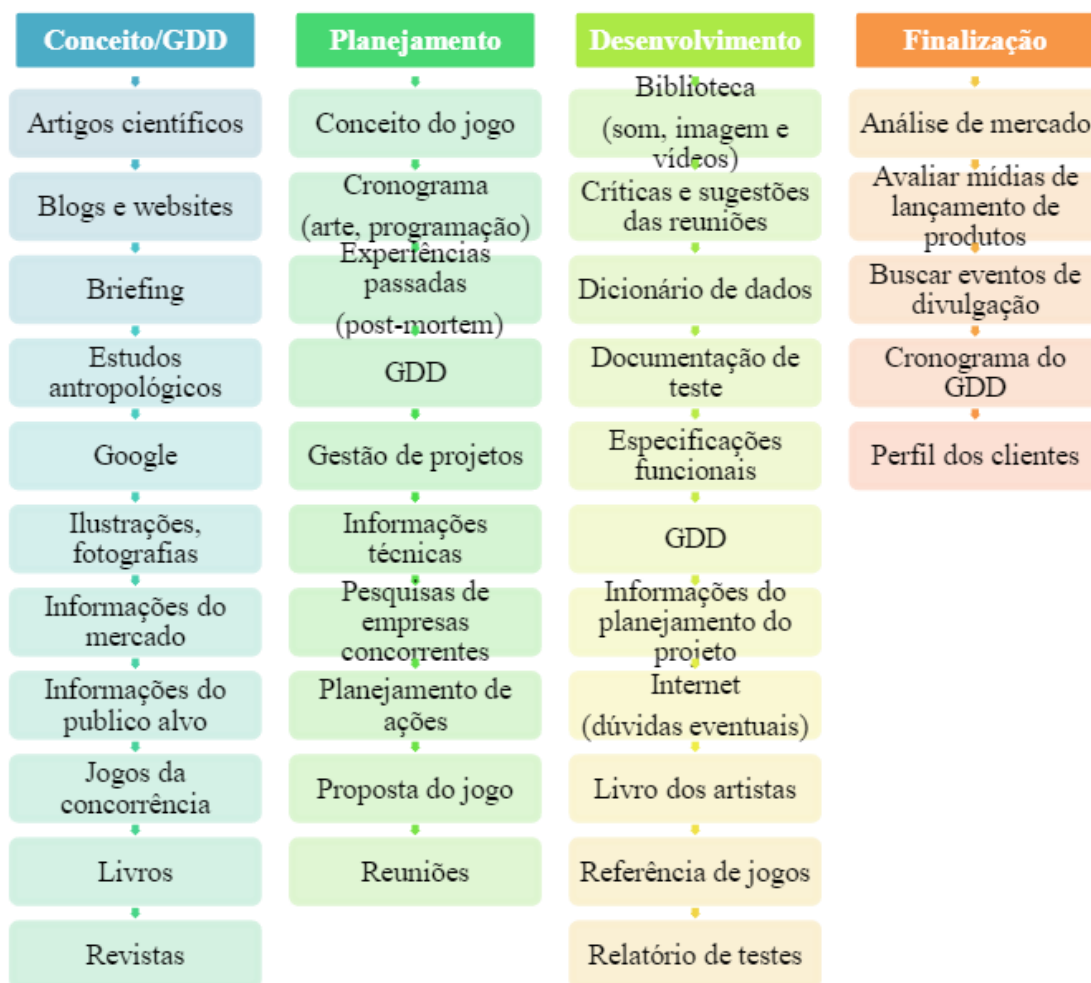 Conceito/GDD
Artigos científicos
Blogs e websites
Briefing
Estudos
antropológicos
Google
Ilustrações,
fotografias
Informações do
mercado
Informações do
publico alvo
Jogos da
concorrência
Livros
Revistas
Planejamento
Conceito do jogo
Cronograma
(arte, programação)
Experiências
passadas
(post-mortem)
GDD
Gestão de projetos
Informações
técnicas
Pesquisas de
empresas
concorrentes
Planejamento de
ações
Proposta do jogo
Reuniões
Desenvolvimento
Biblioteca
(som, imagem e
vídeos)
Críticas e sugestões
das reuniões
Dicionário de dados
Documentação de
teste
Especificações
funcionais
GDD
Informações do
planejamento do
projeto
Internet
(dúvidas eventuais)
Livro dos artistas
Referência de jogos
Relatório de testes
Finalização
Análise de mercado
Avaliar mídias de
lançamento de
produtos
Buscar eventos de
divulgação
Cronograma do
GDD
Perfil dos clientes